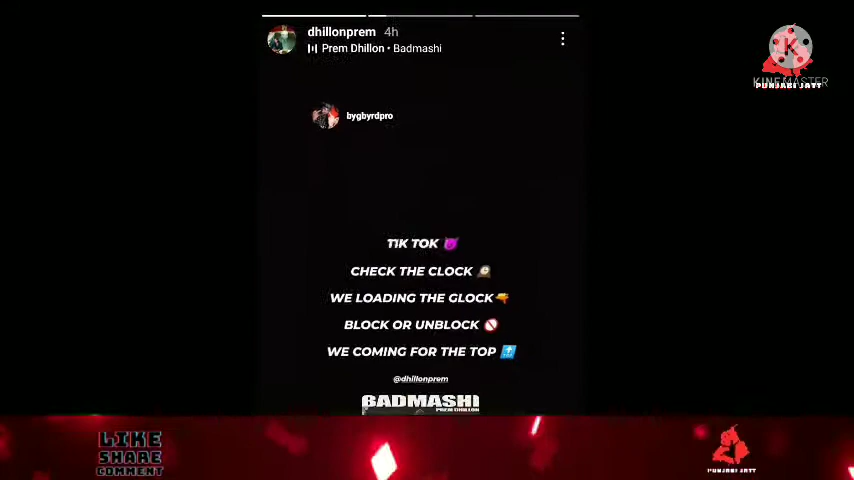 dhillonprem 4h
Prem Dhillon • Badmashi
KINEMASTER
PUNJABI JATT
bygbyrdpro
TIK TOK 😈
CHECK THE CLOCK 🕰️
WE LOADING THE GLOCK🔫
BLOCK OR UNBLOCK 🚫
WE COMING FOR THE TOP 🔝
@dhillonprem
BADMASHI
PREM DHILLON
LIKE
SHARE
COMMENT
PUNJABI JATT